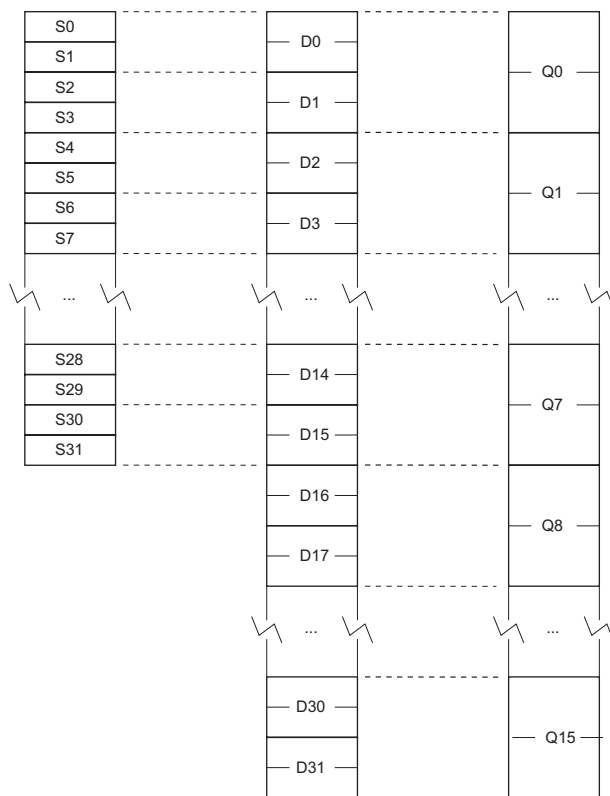 S0
S1
S2
S3
S4
S5
S6
S7
...
S28
S29
S30
S31
D0
D1
D2
D3
...
D14
D15
D16
D17
...
D30
D31
Q0
Q1
...
Q7
Q8
...
Q15